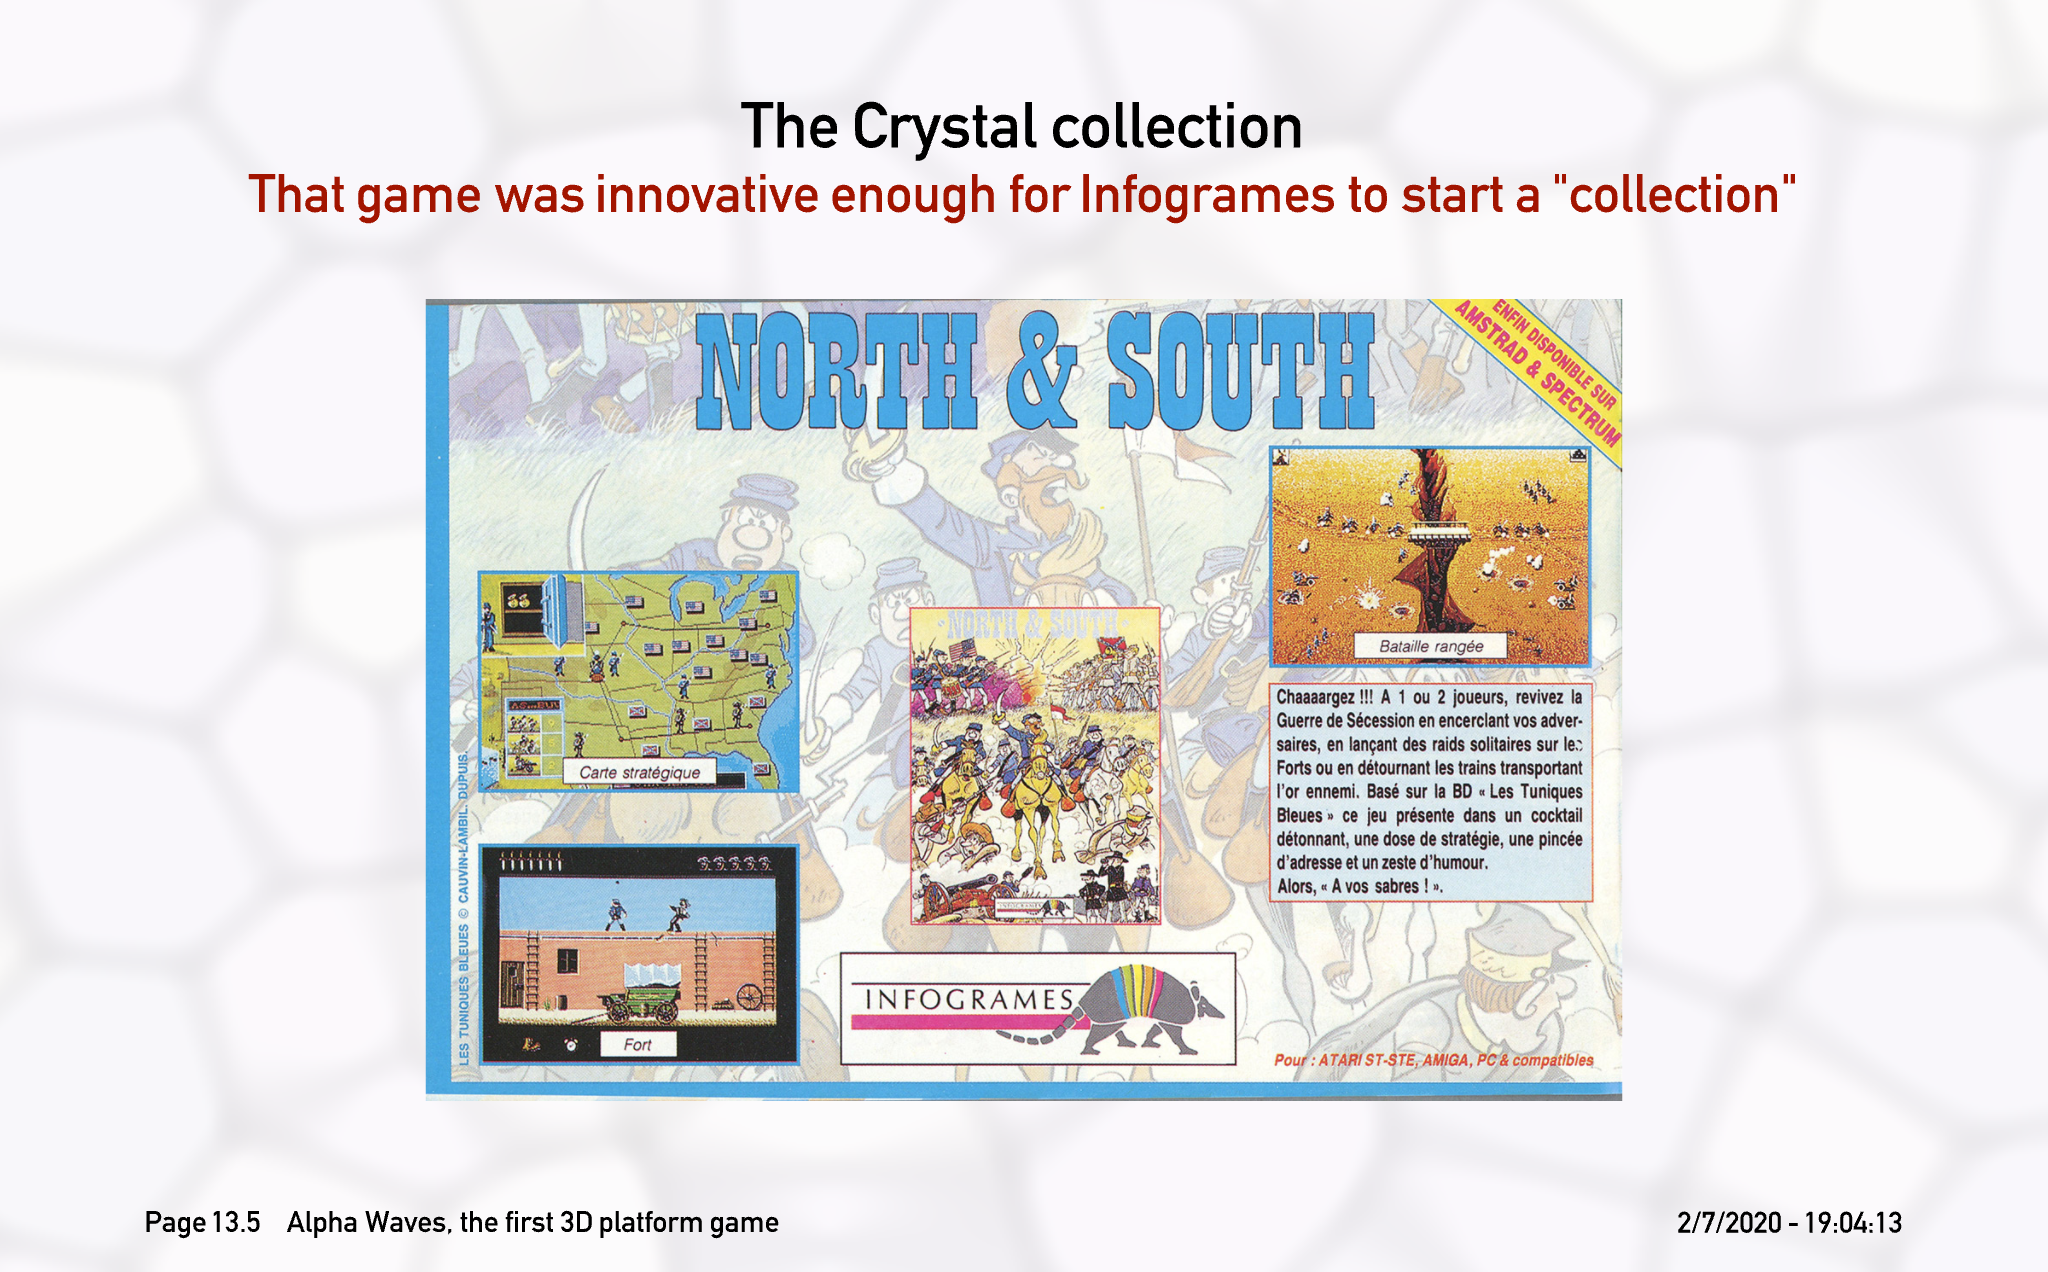 The Crystal collection
That game was innovative enough for Infogrames to start a "collection"
NORTH & SOUTH
ENFIN DISPONIBLE SUR
AMSTRAD & SPECTRUM
Bataille rangée
Carte stratégique
NORTH & SOUTH
Chaaaargez !!! A 1 ou 2 joueurs, revivez la
Guerre de Sécession en encerclant vos adver-
saires, en lançant des raids solitaires sur les
Forts ou en détournant les trains transportant
l'or ennemi. Basé sur la BD « Les Tuniques
Bleues » ce jeu présente dans un cocktail
détonnant, une dose de stratégie, une pincée
d'adresse et un zeste d'humour.
Alors, « A vos sabres ! ».
LES TUNIQUES BLEUES © CAUVIN-LAMBIL. DUPUIS.
INFOGRAMES
Fort
INFOGRAMES
Pour : ATARI ST-STE, AMIGA, PC & compatibles
Page 13.5 Alpha Waves, the first 3D platform game
2/7/2020 - 19:04:13